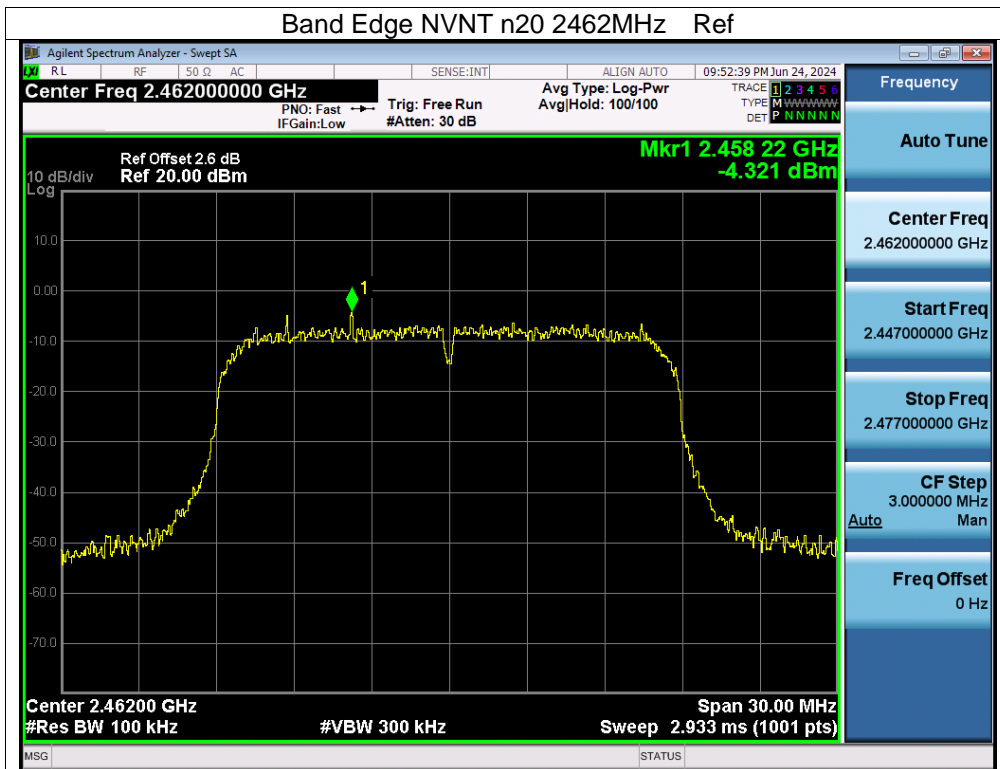 Band Edge NVNT n20 2462MHz Ref
Agilent Spectrum Analyzer - Swept SA
LXI RL RF 50 Ω AC SENSE:INT ALIGN AUTO 09:52:39 PM Jun 24, 2024
Center Freq 2.462000000 GHz
PNO: Fast
IFGain:Low
Trig: Free Run
#Atten: 30 dB
Avg Type: Log-Pwr
Avg|Hold: 100/100
TRACE 1 2 3 4 5 6
TYPE M WWWWW
DET P N N N N N
Frequency
Auto Tune
Center Freq
2.462000000 GHz
Start Freq
2.447000000 GHz
Stop Freq
2.477000000 GHz
CF Step
3.000000 MHz
Auto Man
Freq Offset
0 Hz
Mkr1 2.458 22 GHz
-4.321 dBm
Ref Offset 2.6 dB
10 dB/div Ref 20.00 dBm
Log
10.0
0.00
-10.0
-20.0
-30.0
-40.0
-50.0
-60.0
-70.0
1
Center 2.46200 GHz Span 30.00 MHz
#Res BW 100 kHz #VBW 300 kHz Sweep 2.933 ms (1001 pts)
MSG STATUS